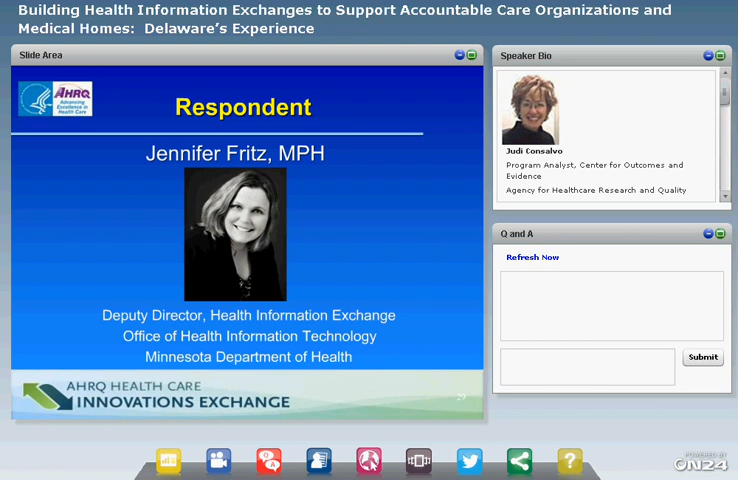 Building Health Information Exchanges to Support Accountable Care Organizations and
Medical Homes: Delaware's Experience
Slide Area
AHRQ
Advancing
Excellence in
Health Care
Respondent
Jennifer Fritz, MPH
Deputy Director, Health Information Exchange
Office of Health Information Technology
Minnesota Department of Health
AHRQ HEALTH CARE
INNOVATIONS EXCHANGE
29
Speaker Bio
Judi Consalvo
Program Analyst, Center for Outcomes and
Evidence
Agency for Healthcare Research and Quality
Q and A
Refresh Now
Submit
Q
A
?
POWERED BY
ON24